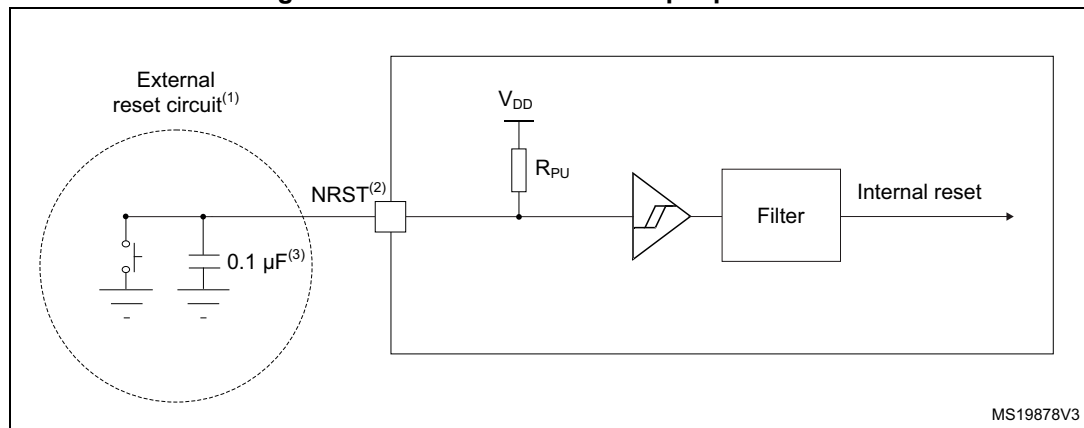 External
reset circuit(1)
VDD
RPU
NRST(2)
Filter
Internal reset
0.1 µF(3)
MS19878V3